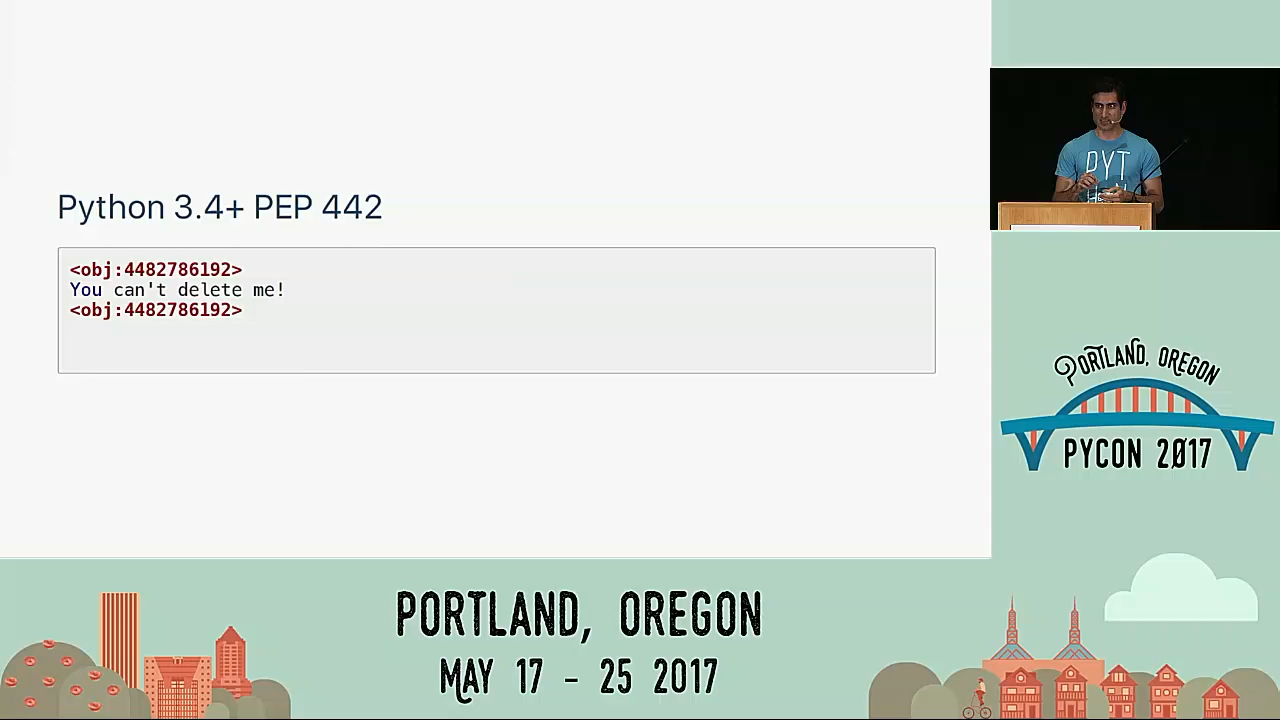 Python 3.4+ PEP 442
<obj:4482786192>
You can't delete me!
<obj:4482786192>
PYT
PORTLAND, OREGON
PYCON 2017
PORTLAND, OREGON
MAY 17 - 25 2017